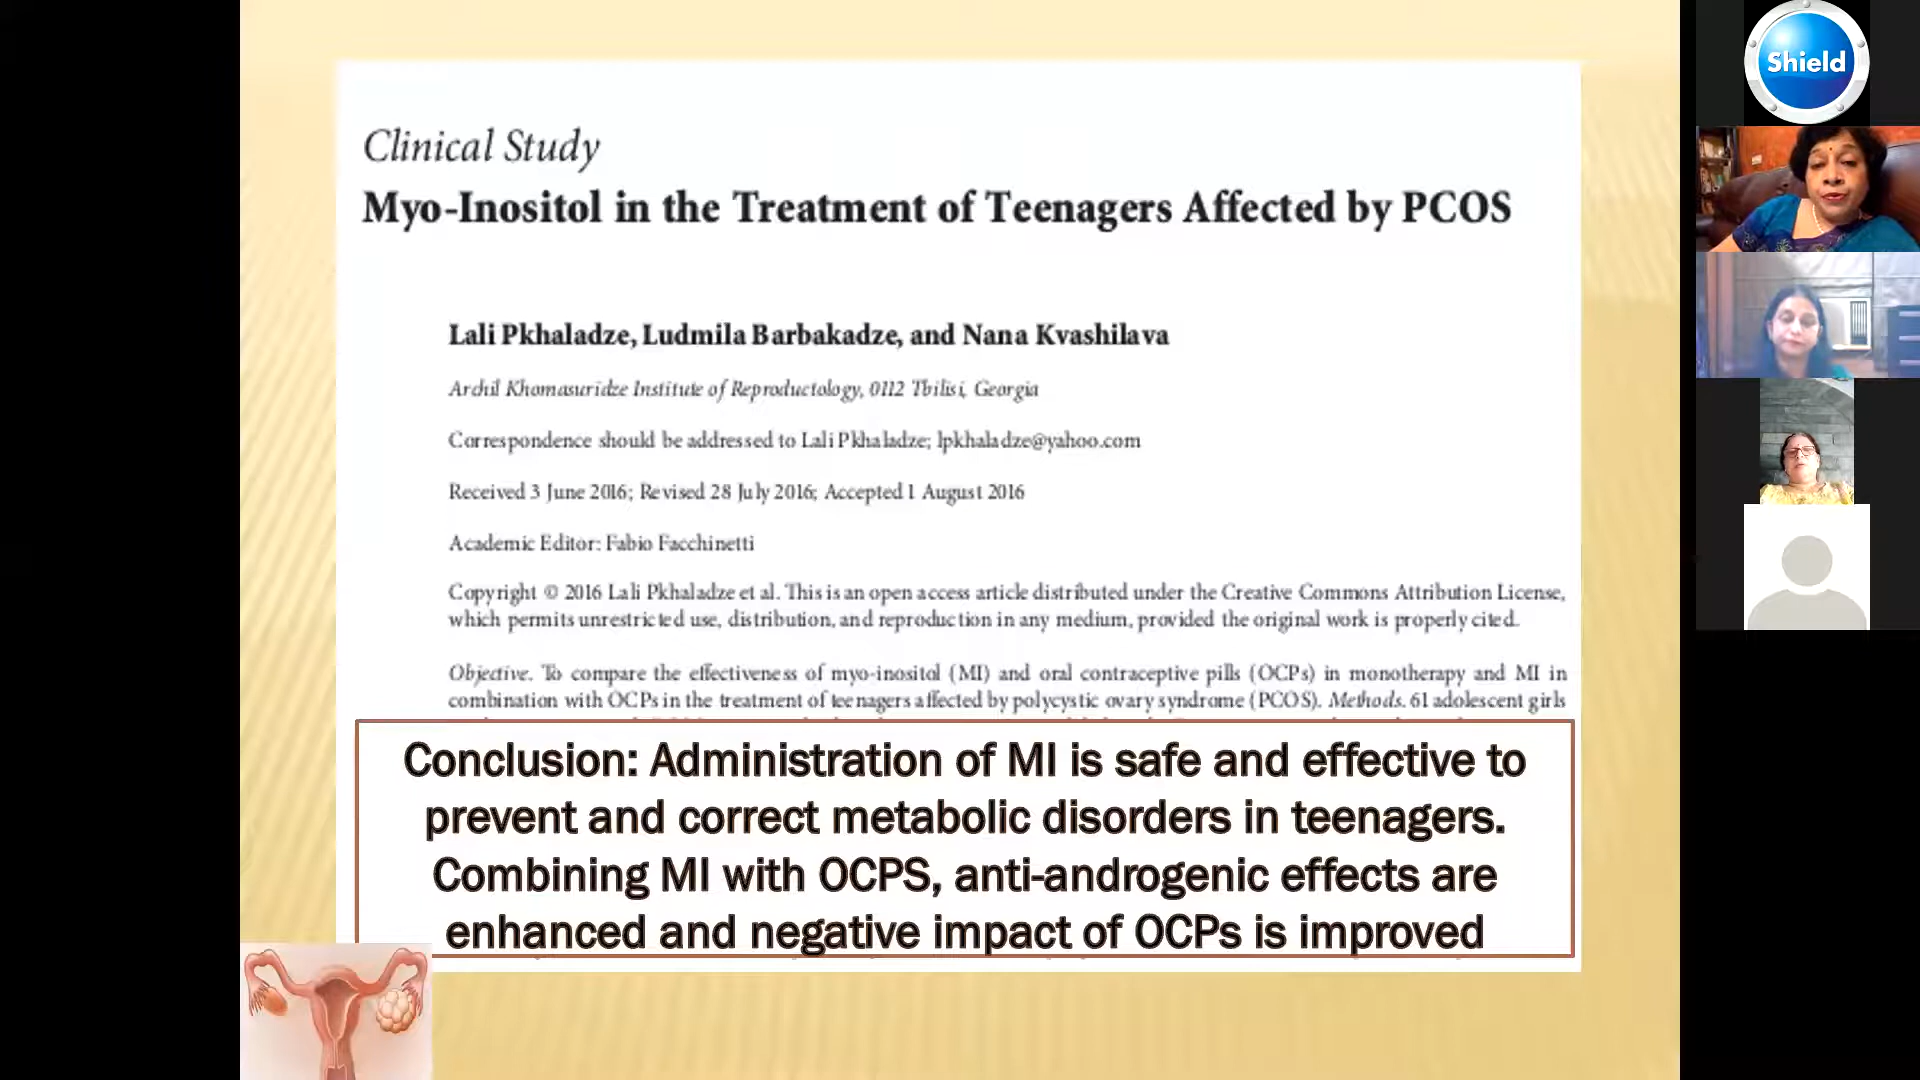 Clinical Study
Myo-Inositol in the Treatment of Teenagers Affected by PCOS
Lali Pkhaladze, Ludmila Barbakadze, and Nana Kvashilava
Archil Khomasuridze Institute of Reproductology, 0112 Tbilisi, Georgia
Correspondence should be addressed to Lali Pkhaladze; lpkhaladze@yahoo.com
Received 3 June 2016; Revised 28 July 2016; Accepted 1 August 2016
Academic Editor: Fabio Facchinetti
Copyright © 2016 Lali Pkhaladze et al. This is an open access article distributed under the Creative Commons Attribution License,
which permits unrestricted use, distribution, and reproduction in any medium, provided the original work is properly cited.
Objective. To compare the effectiveness of myo-inositol (MI) and oral contraceptive pills (OCPs) in monotherapy and MI in
combination with OCPs in the treatment of teenagers affected by polycystic ovary syndrome (PCOS). Methods. 61 adolescent girls
Conclusion: Administration of MI is safe and effective to
prevent and correct metabolic disorders in teenagers.
Combining MI with OCPS, anti-androgenic effects are
enhanced and negative impact of OCPs is improved
Shield